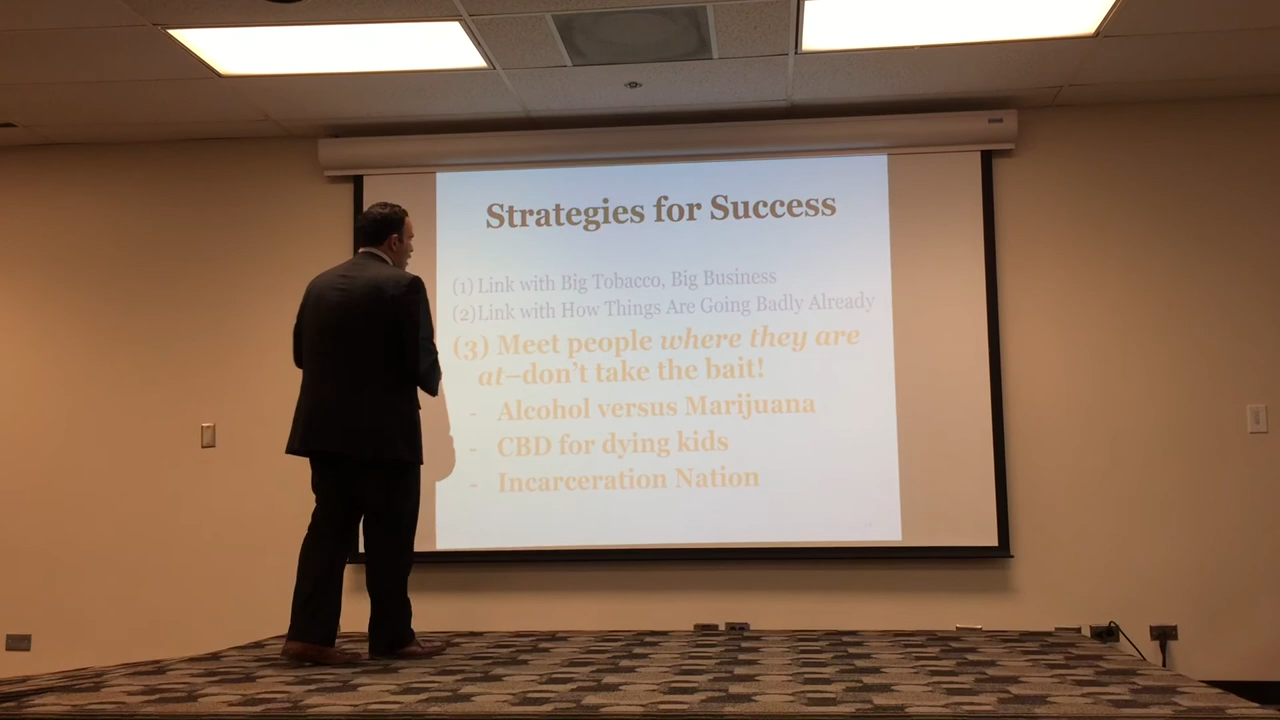 Strategies for Success
(1) Link with Big Tobacco, Big Business
(2)Link with How Things Are Going Badly Already
(3) Meet people where they are
at–don't take the bait!
- Alcohol versus Marijuana
- CBD for dying kids
- Incarceration Nation